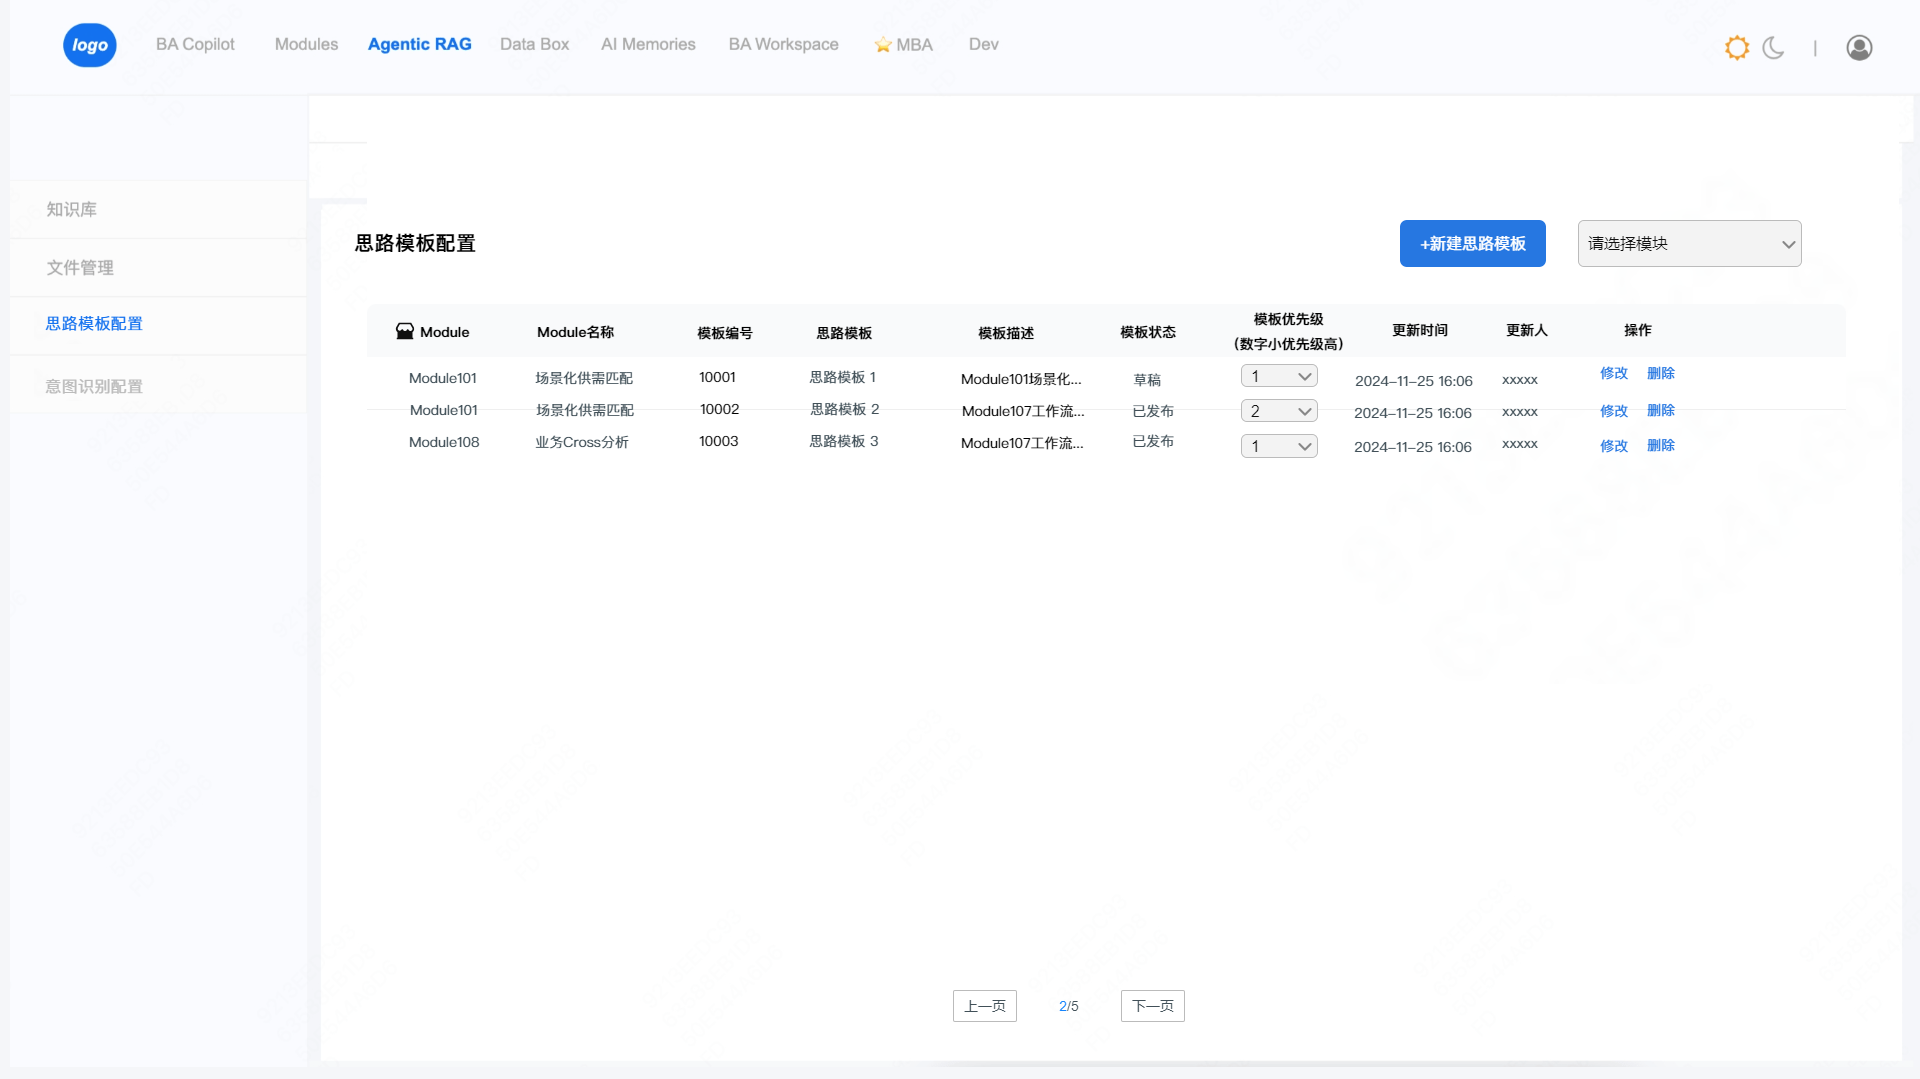 logo BA Copilot Modules Agentic RAG Data Box AI Memories BA Workspace ⭐ MBA Dev |
知识库
文件管理
思路模板配置
意图识别配置
思路模板配置 +新建思路模板 请选择模块
Module Module名称 模板编号 思路模板 模板描述 模板状态 模板优先级 更新时间 更新人 操作
(数字小优先级高)
Module101 场景化供需匹配 10001 思路模板 1 Module101场景化... 草稿 1 2024-11-25 16:06 xxxxx 修改 删除
Module101 场景化供需匹配 10002 思路模板 2 Module107工作流... 已发布 2 2024-11-25 16:06 xxxxx 修改 删除
Module108 业务Cross分析 10003 思路模板 3 Module107工作流... 已发布 1 2024-11-25 16:06 xxxxx 修改 删除
上一页 2/5 下一页